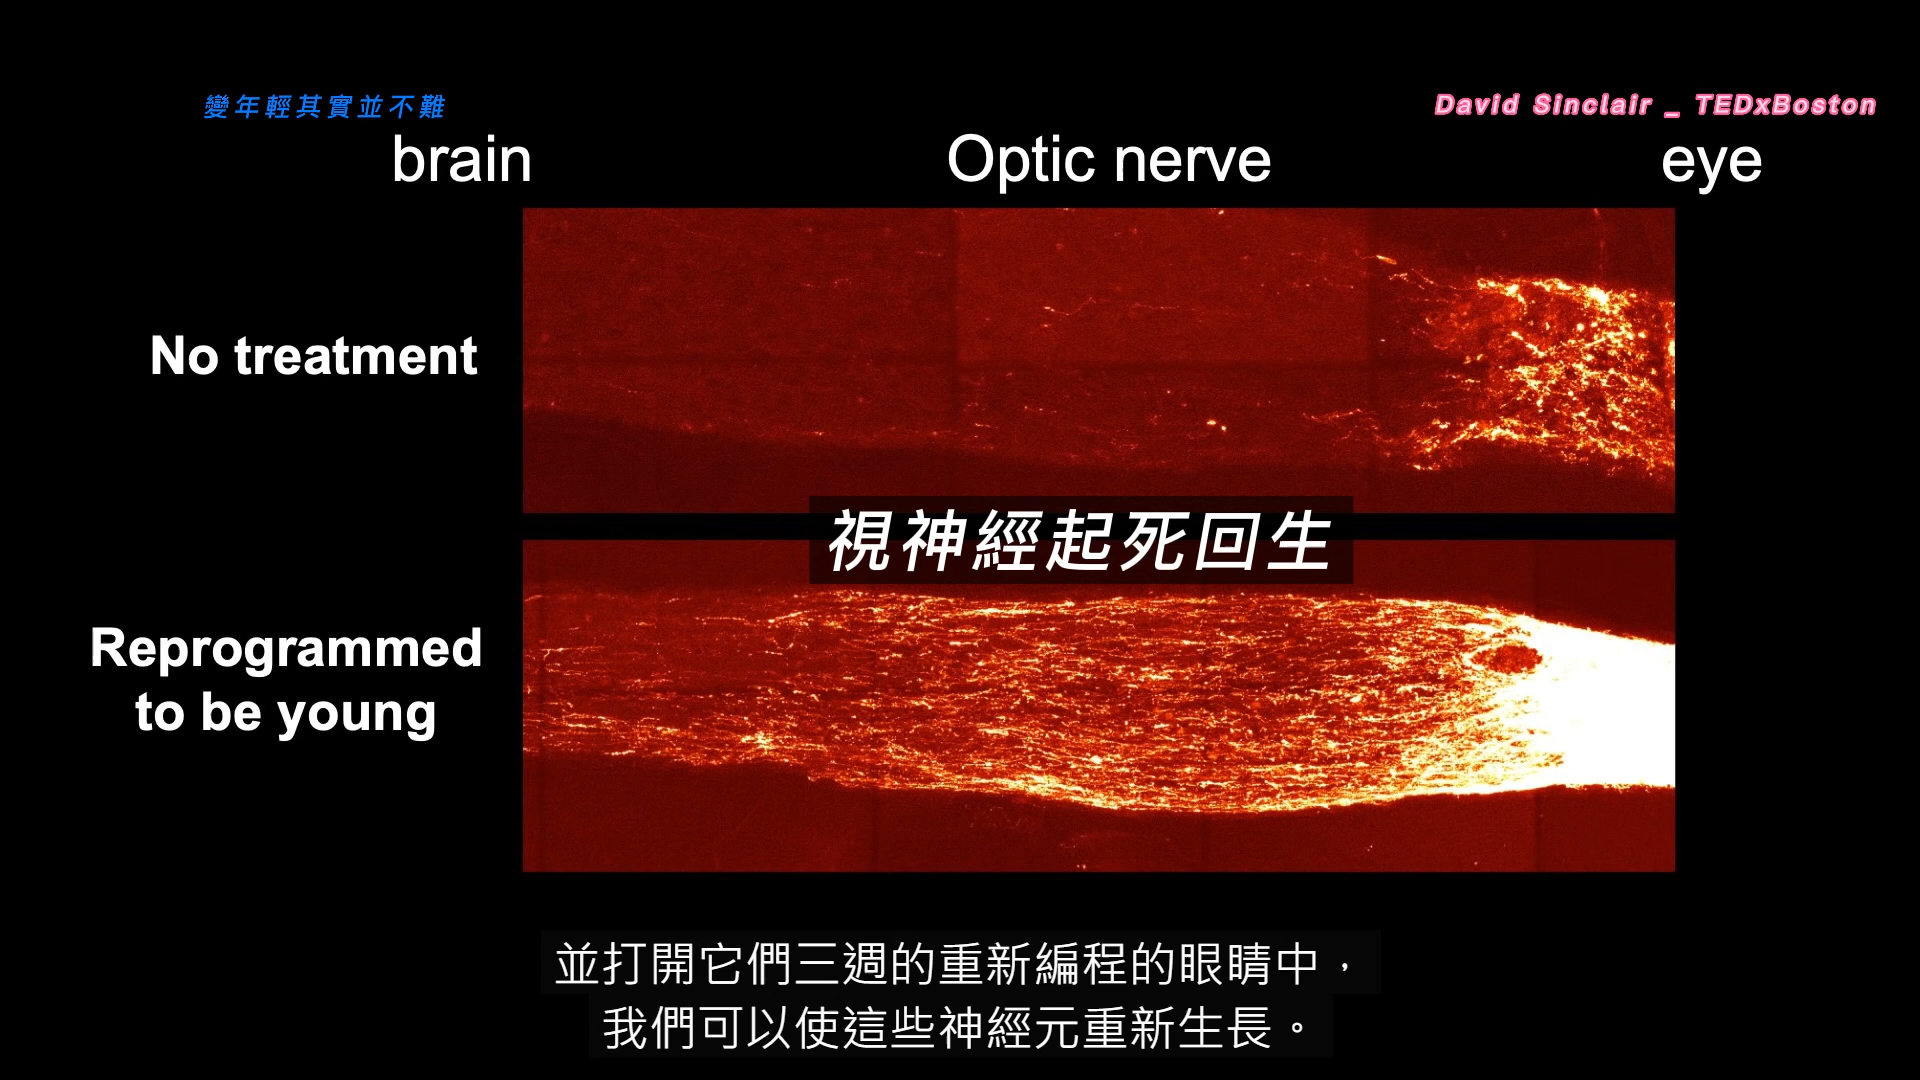 變年輕其實並不難
David Sinclair _ TEDxBoston
brain
Optic nerve
eye
No treatment
視神經起死回生
Reprogrammed
to be young
並打開它們三週的重新編程的眼睛中，
我們可以使這些神經元重新生長。